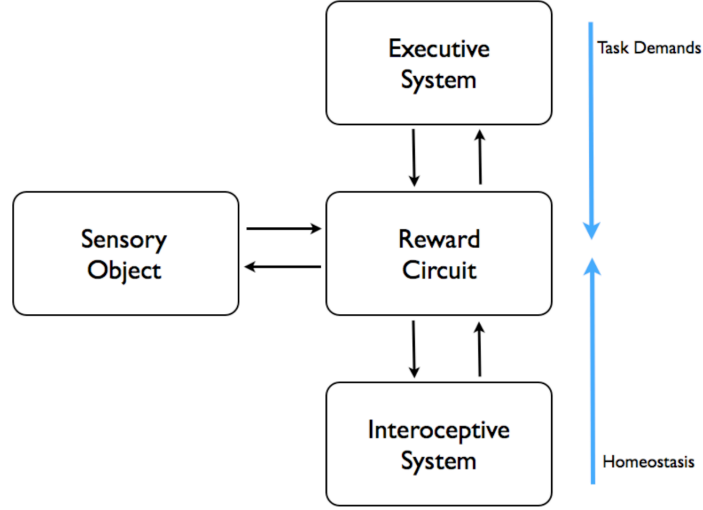 Executive
System
Task Demands
Sensory
Object
Reward
Circuit
Interoceptive
System
Homeostasis